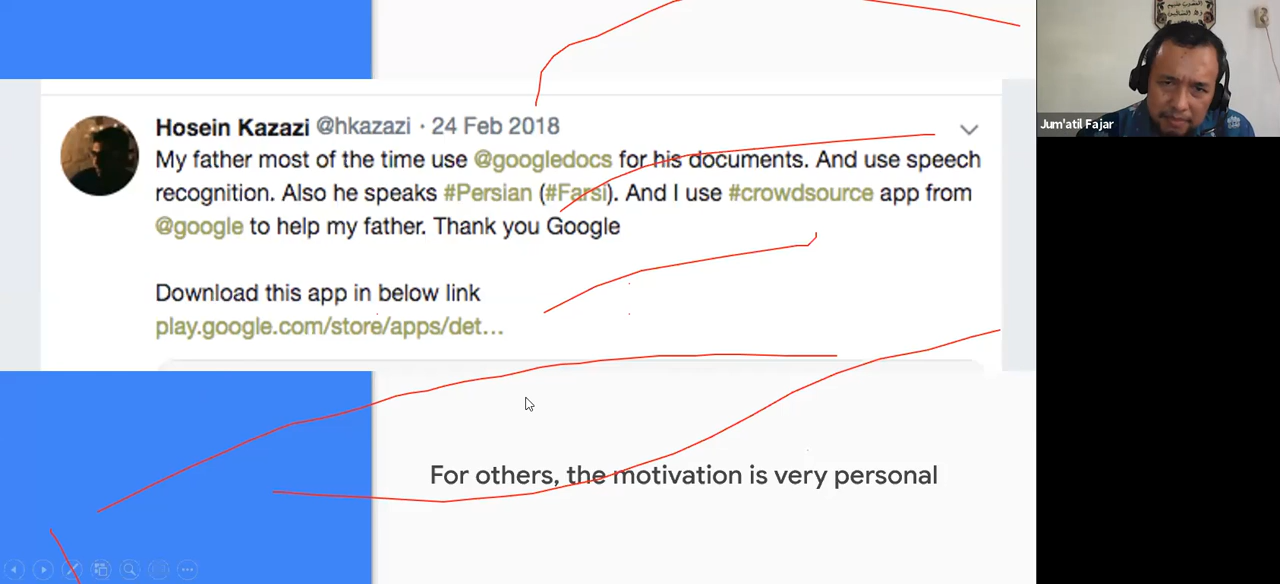 Hosein Kazazi @hkazazi · 24 Feb 2018
My father most of the time use @googledocs for his documents. And use speech
recognition. Also he speaks #Persian (#Farsi). And I use #crowdsource app from
@google to help my father. Thank you Google
Download this app in below link
play.google.com/store/apps/det...
For others, the motivation is very personal
Jum'atil Fajar